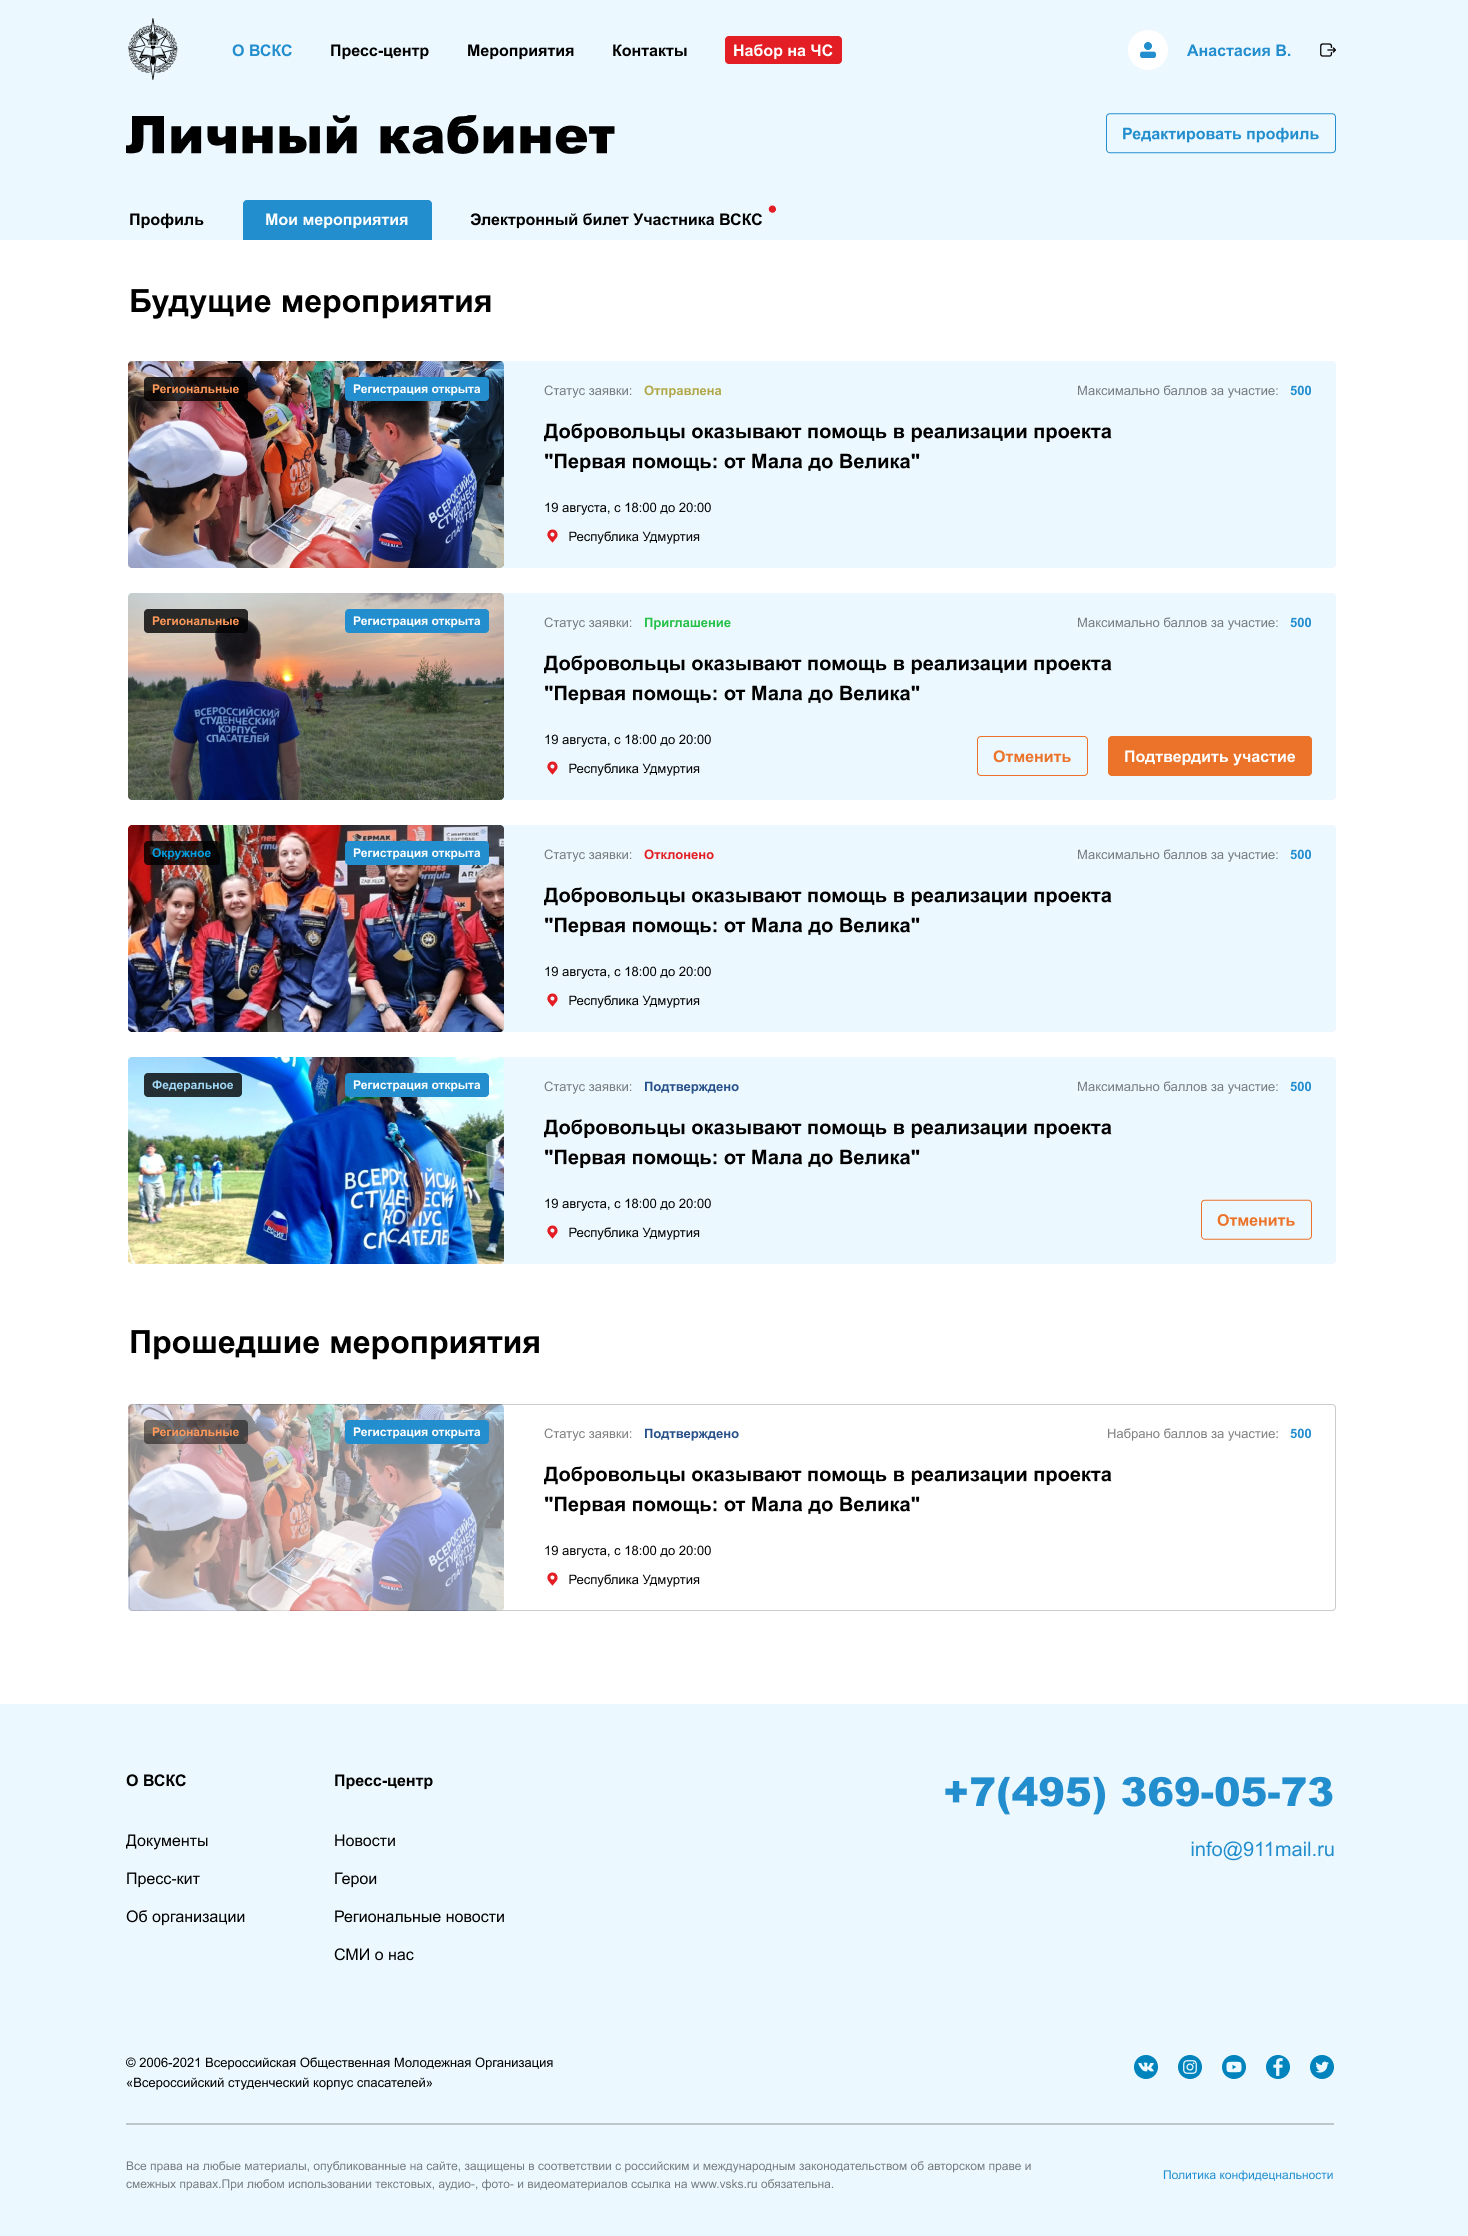 О ВСКС
Пресс-центр
Мероприятия
Контакты
Набор на ЧС
Анастасия В.
Личный кабинет
Редактировать профиль
Профиль
Мои мероприятия
Электронный билет Участника ВСКС
Будущие мероприятия
Региональные
Регистрация открыта
ВСЕРОССИЙСКИЙ
СТУДЕНЧЕСКИЙ
КОРПУС
Статус заявки: Отправлена
Максимально баллов за участие: 500
Добровольцы оказывают помощь в реализации проекта
"Первая помощь: от Мала до Велика"
19 августа, с 18:00 до 20:00
Республика Удмуртия
Региональные
Регистрация открыта
ВСЕРОССИЙСКИЙ
СТУДЕНЧЕСКИЙ
КОРПУС
СПАСАТЕЛЕЙ
Статус заявки: Приглашение
Максимально баллов за участие: 500
Добровольцы оказывают помощь в реализации проекта
"Первая помощь: от Мала до Велика"
19 августа, с 18:00 до 20:00
Республика Удмуртия
Отменить
Подтвердить участие
Окружное
Регистрация открыта
ЕРМАК
Статус заявки: Отклонено
Максимально баллов за участие: 500
Добровольцы оказывают помощь в реализации проекта
"Первая помощь: от Мала до Велика"
19 августа, с 18:00 до 20:00
Республика Удмуртия
Федеральное
Регистрация открыта
КОРПУС
Статус заявки: Подтверждено
Максимально баллов за участие: 500
Добровольцы оказывают помощь в реализации проекта
"Первая помощь: от Мала до Велика"
19 августа, с 18:00 до 20:00
Республика Удмуртия
Отменить
Прошедшие мероприятия
Региональные
Регистрация открыта
Статус заявки: Подтверждено
Набрано баллов за участие: 500
Добровольцы оказывают помощь в реализации проекта
"Первая помощь: от Мала до Велика"
19 августа, с 18:00 до 20:00
Республика Удмуртия
О ВСКС
Документы
Пресс-кит
Об организации
Пресс-центр
Новости
Герои
Региональные новости
СМИ о нас
+7(495) 369-05-73
info@911mail.ru
© 2006-2021 Всероссийская Общественная Молодежная Организация
«Всероссийский студенческий корпус спасателей»
Все права на любые материалы, опубликованные на сайте, защищены в соответствии с российским и международным законодательством об авторском праве и
смежных правах.При любом использовании текстовых, аудио-, фото- и видеоматериалов ссылка на www.vsks.ru обязательна.
Политика конфидецнальности